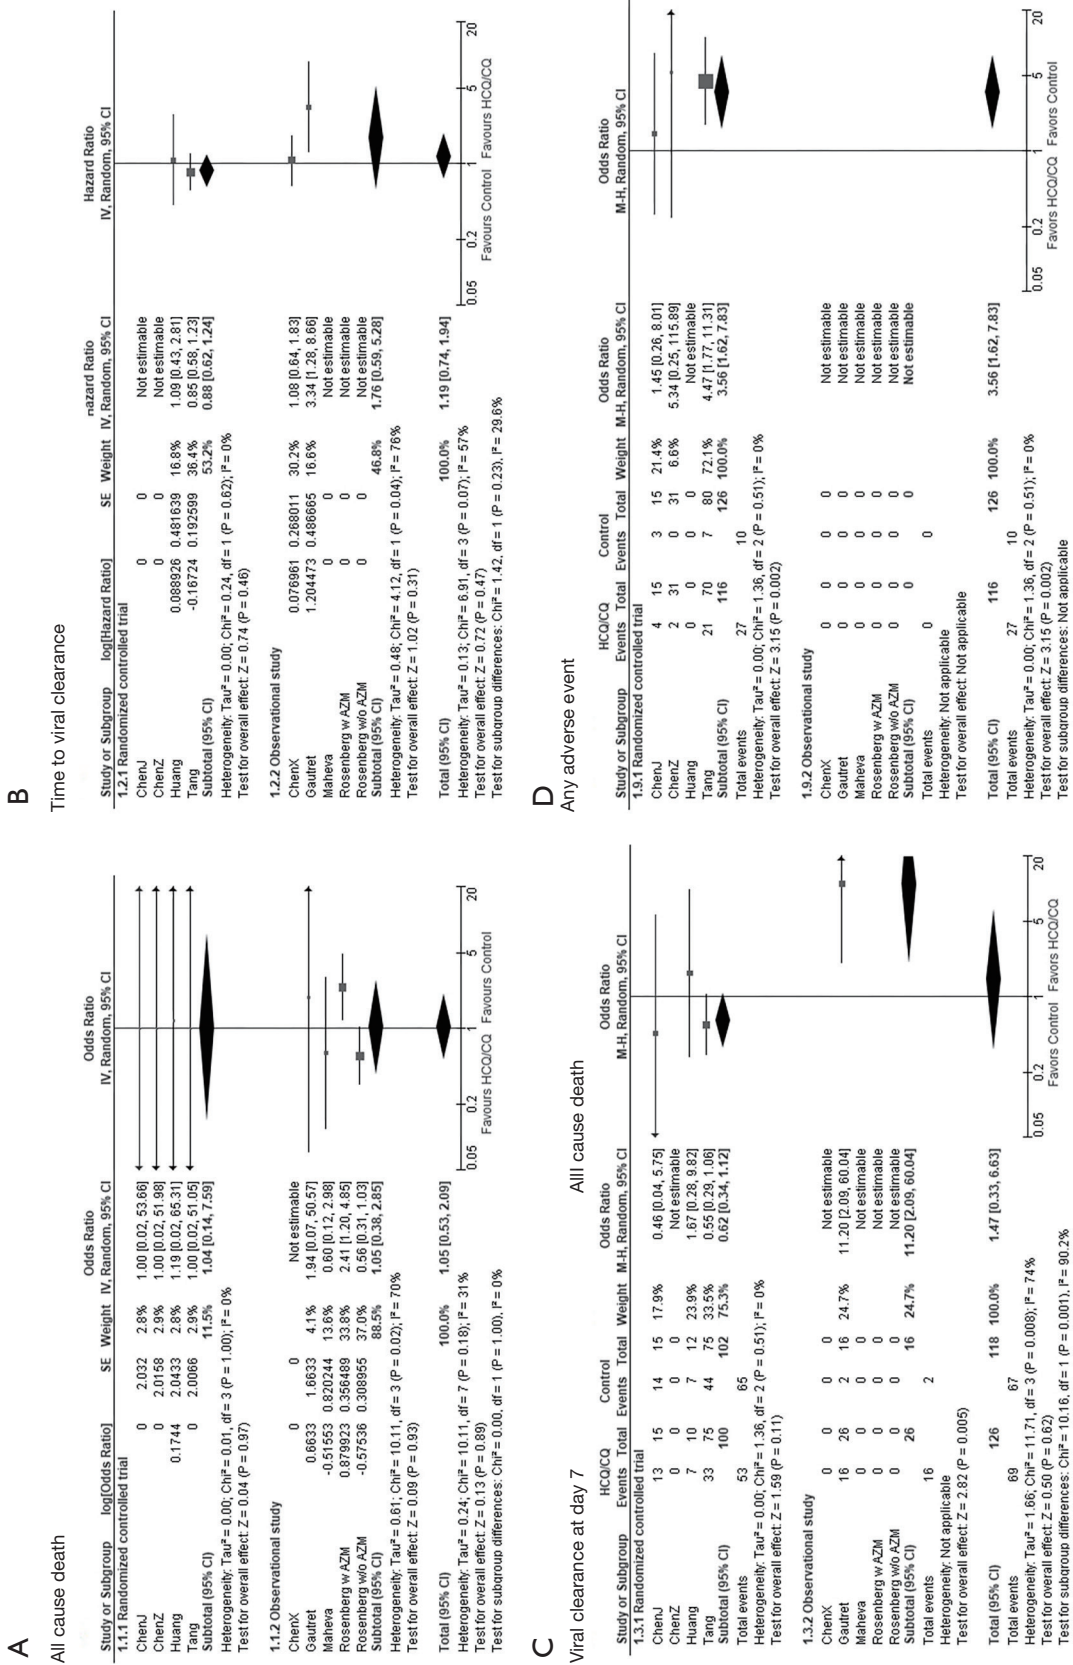 A
All cause death
Odds Ratio Odds Ratio
Study or Subgroup log[Odds Ratio] SE Weight IV, Random, 95% CI IV, Random, 95% CI
1.1.1 Randomized controlled trial
ChenJ 0 2.032 2.8% 1.00 [0.02, 53.66]
ChenZ 0 2.0158 2.9% 1.00 [0.02, 51.98]
Huang 0.1744 2.0433 2.8% 1.19 [0.02, 65.31]
Tang 0 2.0066 2.9% 1.00 [0.02, 51.05]
Subtotal (95% CI) 11.5% 1.04 [0.14, 7.59]
Heterogeneity: Tau² = 0.00; Chi² = 0.01, df = 3 (P = 1.00); I² = 0%
Test for overall effect: Z = 0.04 (P = 0.97)
1.1.2 Observational study
ChenX 0 0 Not estimable
Gautret 0.6633 1.6633 4.1% 1.94 [0.07, 50.57]
Maheva -0.51553 0.820244 13.6% 0.60 [0.12, 2.98]
Rosenberg w AZM 0.879923 0.356489 33.8% 2.41 [1.20, 4.85]
Rosenberg w/o AZM -0.57536 0.308955 37.0% 0.56 [0.31, 1.03]
Subtotal (95% CI) 88.5% 1.05 [0.38, 2.85]
Heterogeneity: Tau² = 0.61; Chi² = 10.11, df = 3 (P = 0.02); I² = 70%
Test for overall effect: Z = 0.09 (P = 0.93)
Total (95% CI) 100.0% 1.05 [0.53, 2.09]
Heterogeneity: Tau² = 0.24; Chi² = 10.11, df = 7 (P = 0.18); I² = 31%
Test for overall effect: Z = 0.13 (P = 0.89)
Test for subgroup differences: Chi² = 0.00, df = 1 (P = 1.00), I² = 0%
0.05 0.2 1 5 20
Favours HCQ/CQ Favours Control
B
Time to viral clearance
nazard Ratio Hazard Ratio
Study or Subgroup log[Hazard Ratio] SE Weight IV, Random, 95% CI IV, Random, 95% CI
1.2.1 Randomized controlled trial
ChenJ 0 0 Not estimable
ChenZ 0 0 Not estimable
Huang 0.088926 0.481639 16.8% 1.09 [0.43, 2.81]
Tang -0.16724 0.192599 36.4% 0.85 [0.58, 1.23]
Subtotal (95% CI) 53.2% 0.88 [0.62, 1.24]
Heterogeneity: Tau² = 0.00; Chi² = 0.24, df = 1 (P = 0.62); I² = 0%
Test for overall effect: Z = 0.74 (P = 0.46)
1.2.2 Observational study
ChenX 0.076961 0.268011 30.2% 1.08 [0.64, 1.83]
Gautret 1.204473 0.486665 16.6% 3.34 [1.28, 8.66]
Maheva 0 0 Not estimable
Rosenberg w AZM 0 0 Not estimable
Rosenberg w/o AZM 0 0 Not estimable
Subtotal (95% CI) 46.8% 1.76 [0.59, 5.28]
Heterogeneity: Tau² = 0.48; Chi² = 4.12, df = 1 (P = 0.04); I² = 76%
Test for overall effect: Z = 1.02 (P = 0.31)
Total (95% CI) 100.0% 1.19 [0.74, 1.94]
Heterogeneity: Tau² = 0.13; Chi² = 6.91, df = 3 (P = 0.07); I² = 57%
Test for overall effect: Z = 0.72 (P = 0.47)
Test for subgroup differences: Chi² = 1.42, df = 1 (P = 0.23), I² = 29.6%
0.05 0.2 1 5 20
Favours Control Favours HCQ/CQ
C
Viral clearance at day 7
AlII cause death
HCQ/CQ Control Odds Ratio Odds Ratio
Study or Subgroup Events Total Events Total Weight M-H, Random, 95% CI M-H, Random, 95% CI
1.3.1 Randomized controlled trial
ChenJ 13 15 14 15 17.9% 0.46 [0.04, 5.75]
ChenZ 0 0 0 0 Not estimable
Huang 7 10 7 12 23.9% 1.67 [0.28, 9.82]
Tang 33 75 44 75 33.5% 0.55 [0.29, 1.06]
Subtotal (95% CI) 100 102 75.3% 0.62 [0.34, 1.12]
Total events 53 65
Heterogeneity: Tau² = 0.00; Chi² = 1.36, df = 2 (P = 0.51); I² = 0%
Test for overall effect: Z = 1.59 (P = 0.11)
1.3.2 Observational study
ChenX 0 0 0 0 Not estimable
Gautret 16 26 2 16 24.7% 11.20 [2.09, 60.04]
Maheva 0 0 0 0 Not estimable
Rosenberg w AZM 0 0 0 0 Not estimable
Rosenberg w/o AZM 0 0 0 0 Not estimable
Subtotal (95% CI) 26 16 24.7% 11.20 [2.09, 60.04]
Total events 16 2
Heterogeneity: Not applicable
Test for overall effect: Z = 2.82 (P = 0.005)
Total (95% CI) 126 118 100.0% 1.47 [0.33, 6.63]
Total events 69 67
Heterogeneity: Tau² = 1.66; Chi² = 11.71, df = 3 (P = 0.008); I² = 74%
Test for overall effect: Z = 0.50 (P = 0.62)
Test for subgroup differences: Chi² = 10.16, df = 1 (P = 0.001), I² = 90.2%
0.05 0.2 1 5 20
Favors Control Favors HCQ/CQ
D
Any adverse event
HCQ/CQ Control Odds Ratio Odds Ratio
Study or Subgroup Events Total Events Total Weight M-H, Random, 95% CI M-H, Random, 95% CI
1.9.1 Randomized controlled trial
ChenJ 4 15 3 15 21.4% 1.45 [0.26, 8.01]
ChenZ 2 31 0 31 6.6% 5.34 [0.25, 115.89]
Huang 0 0 0 0 Not estimable
Tang 21 70 7 80 72.1% 4.47 [1.77, 11.31]
Subtotal (95% CI) 116 126 100.0% 3.56 [1.62, 7.83]
Total events 27 10
Heterogeneity: Tau² = 0.00; Chi² = 1.36, df = 2 (P = 0.51); I² = 0%
Test for overall effect: Z = 3.15 (P = 0.002)
1.9.2 Observational study
ChenX 0 0 0 0 Not estimable
Gautret 0 0 0 0 Not estimable
Maheva 0 0 0 0 Not estimable
Rosenberg w AZM 0 0 0 0 Not estimable
Rosenberg w/o AZM 0 0 0 0 Not estimable
Subtotal (95% CI) 0 0 Not estimable
Total events 0 0
Heterogeneity: Not applicable
Test for overall effect: Not applicable
Total (95% CI) 116 126 100.0% 3.56 [1.62, 7.83]
Total events 27 10
Heterogeneity: Tau² = 0.00; Chi² = 1.36, df = 2 (P = 0.51); I² = 0%
Test for overall effect: Z = 3.15 (P = 0.002)
Test for subgroup differences: Not applicable
0.05 0.2 1 5 20
Favors HCQ/CQ Favors Control